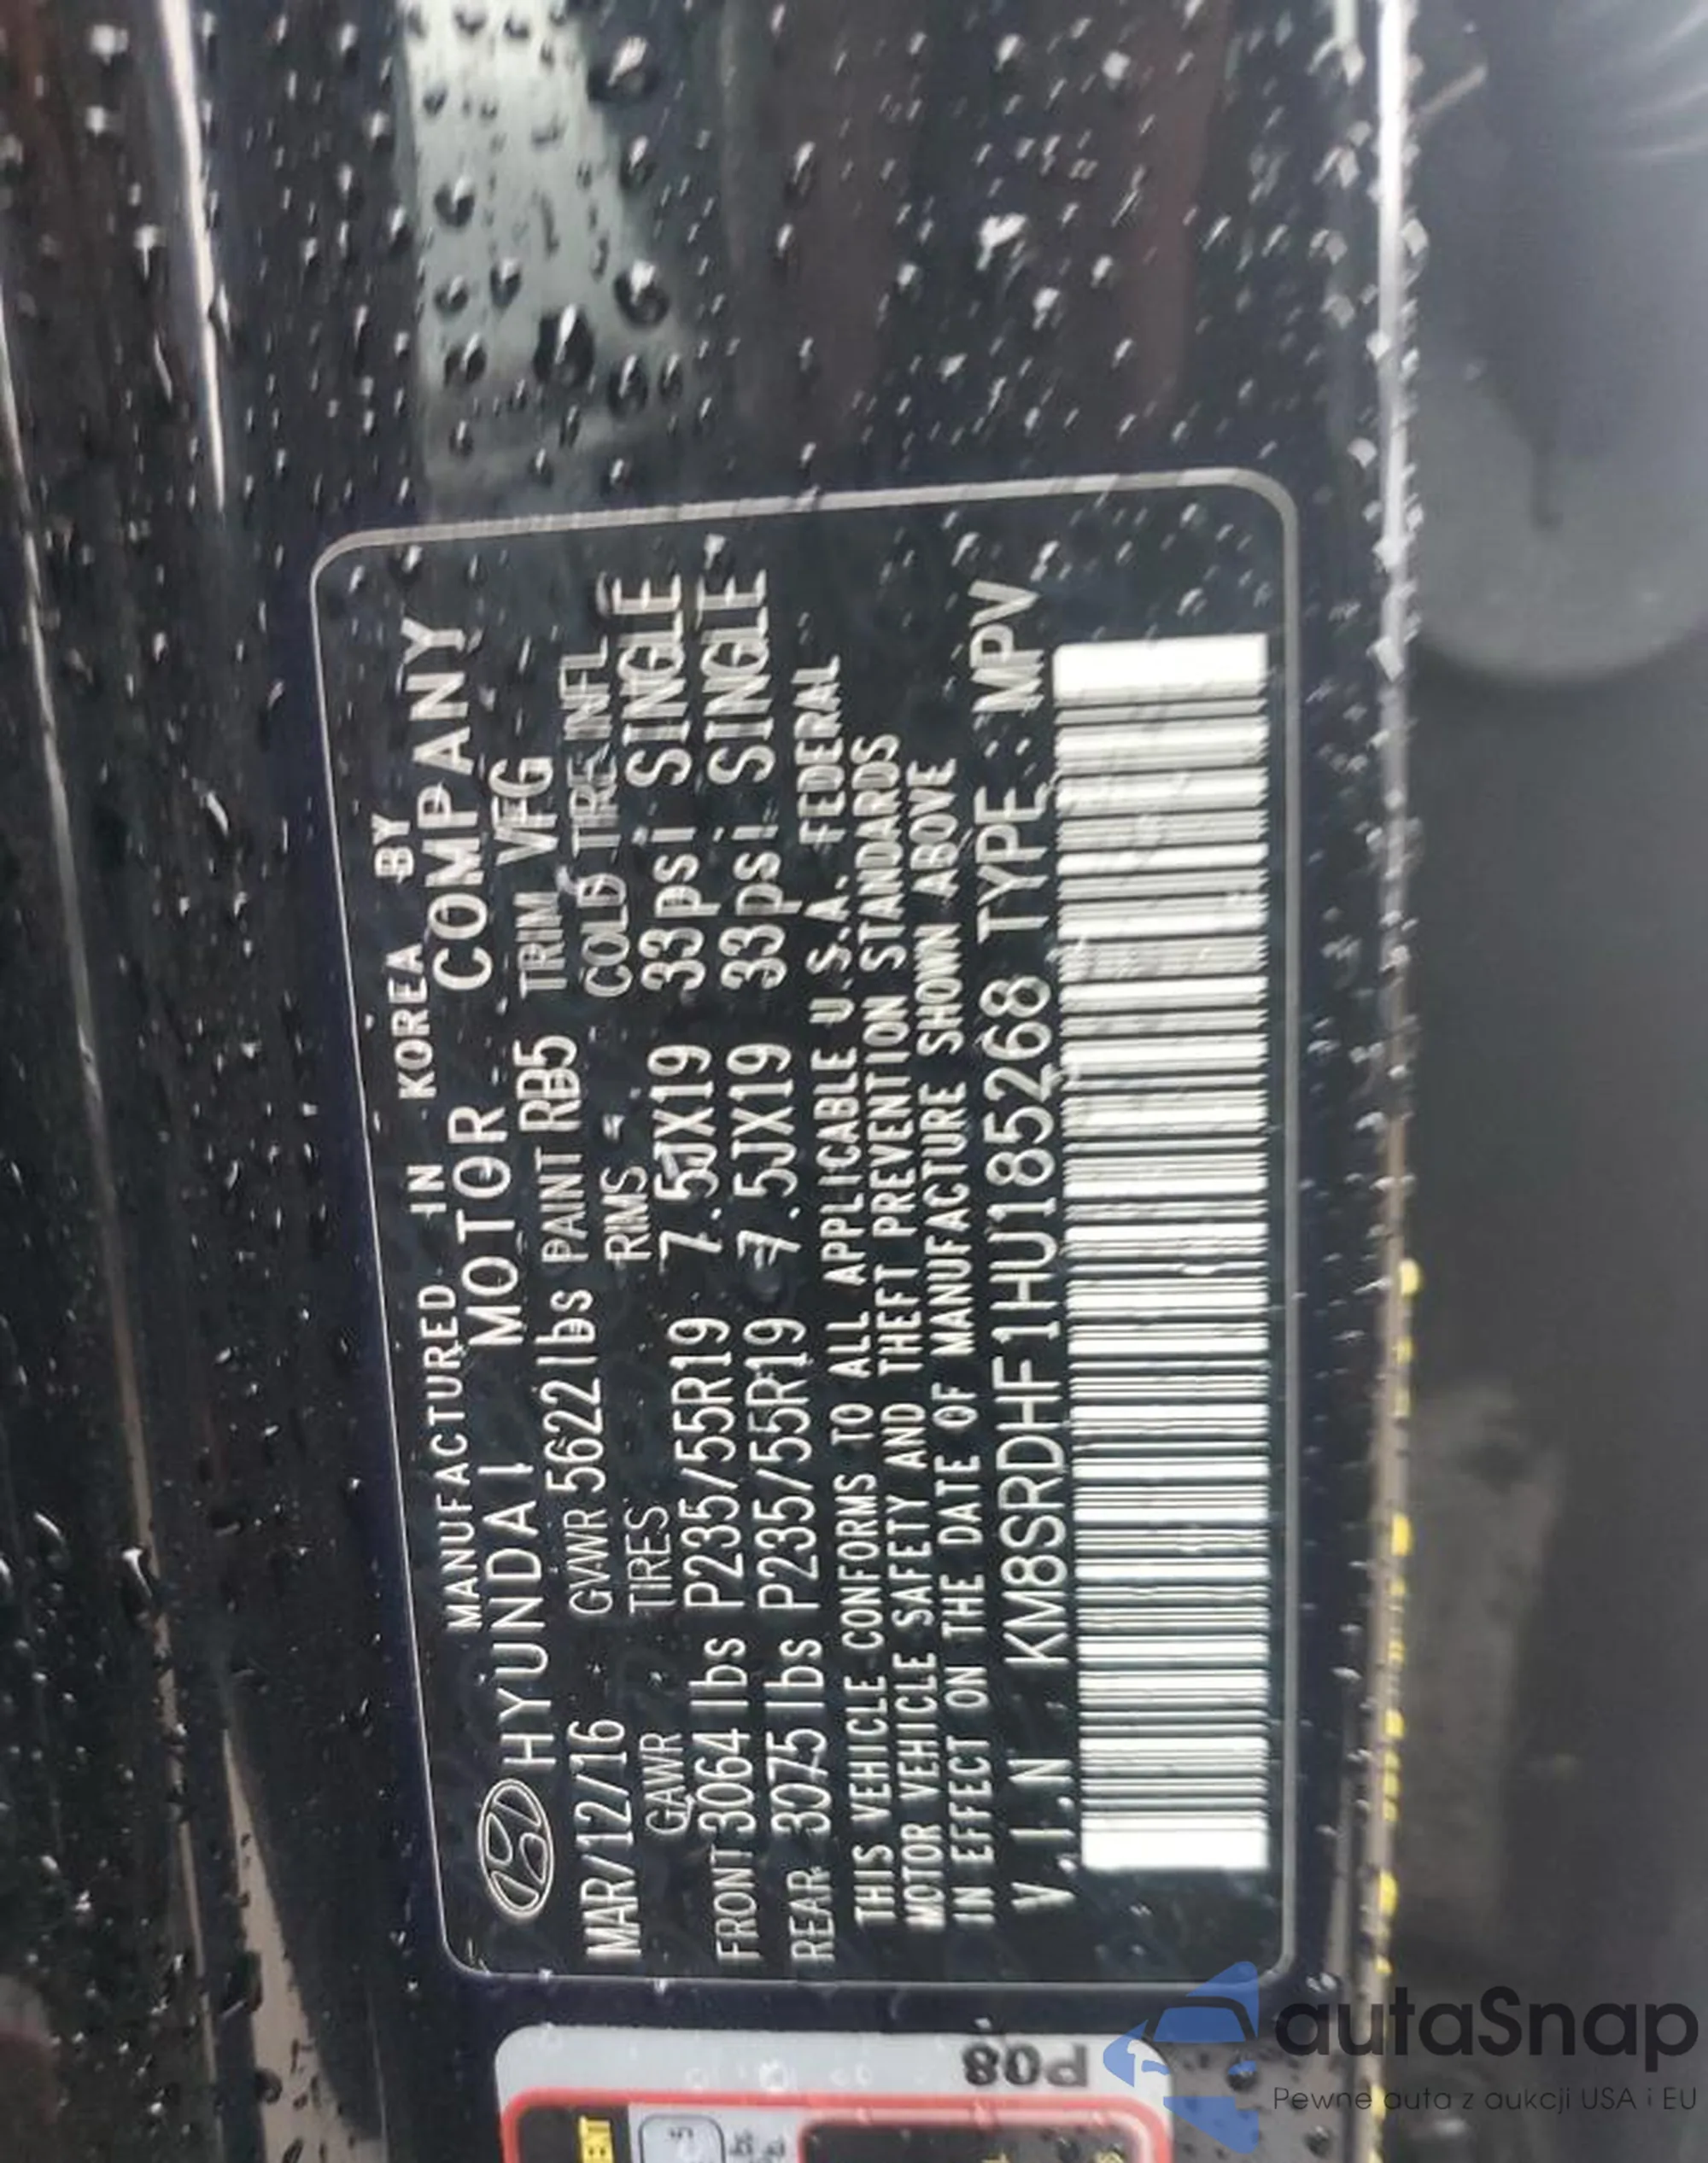 MANUFACTURED IN KOREA BY
HYUNDAI MOTOR COMPANY
MAR/12/16 GVWR 5622 lbs PAINT RB5 TRIM VFG
GAWR TIRES RIMS COLD TIRE INFL
FRONT 3064 lbs P235/55R19 7.5JX19 33psi SINGLE
REAR 3075 lbs P235/55R19 7.5JX19 33psi SINGLE
THIS VEHICLE CONFORMS TO ALL APPLICABLE U.S.A. FEDERAL
MOTOR VEHICLE SAFETY AND THEFT PREVENTION STANDARDS
IN EFFECT ON THE DATE OF MANUFACTURE SHOWN ABOVE
V.I.N KM8SRDHF1HU185268 TYPE : MPV
P08
autaSnap
Pewne auta z aukcji USA i EU